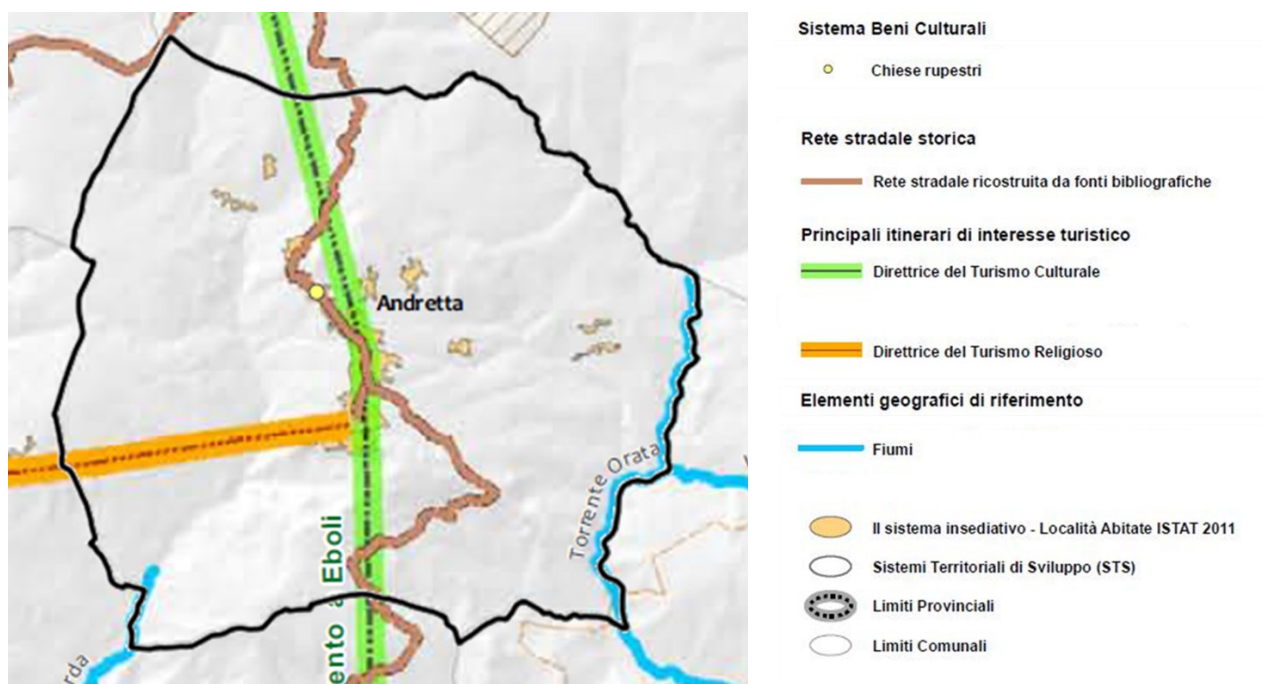 Andretta
Torrente Orata
ento a Eboli
rda
Sistema Beni Culturali
Chiese rupestri
Rete stradale storica
Rete stradale ricostruita da fonti bibliografiche
Principali itinerari di interesse turistico
Direttrice del Turismo Culturale
Direttrice del Turismo Religioso
Elementi geografici di riferimento
Fiumi
Il sistema insediativo - Località Abitate ISTAT 2011
Sistemi Territoriali di Sviluppo (STS)
Limiti Provinciali
Limiti Comunali